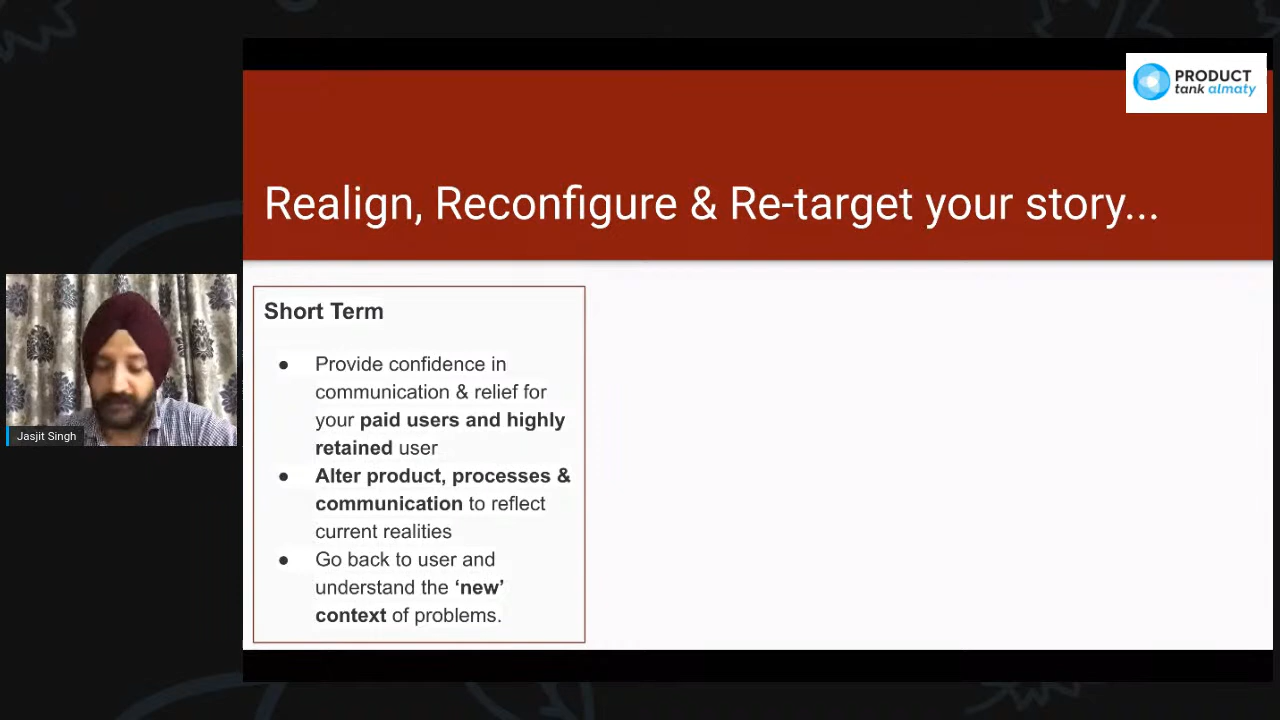 PRODUCT
tank almaty
Realign, Reconfigure & Re-target your story...
Short Term
● Provide confidence in
communication & relief for
your paid users and highly
retained user
● Alter product, processes &
communication to reflect
current realities
● Go back to user and
understand the ‘new’
context of problems.
Jasjit Singh